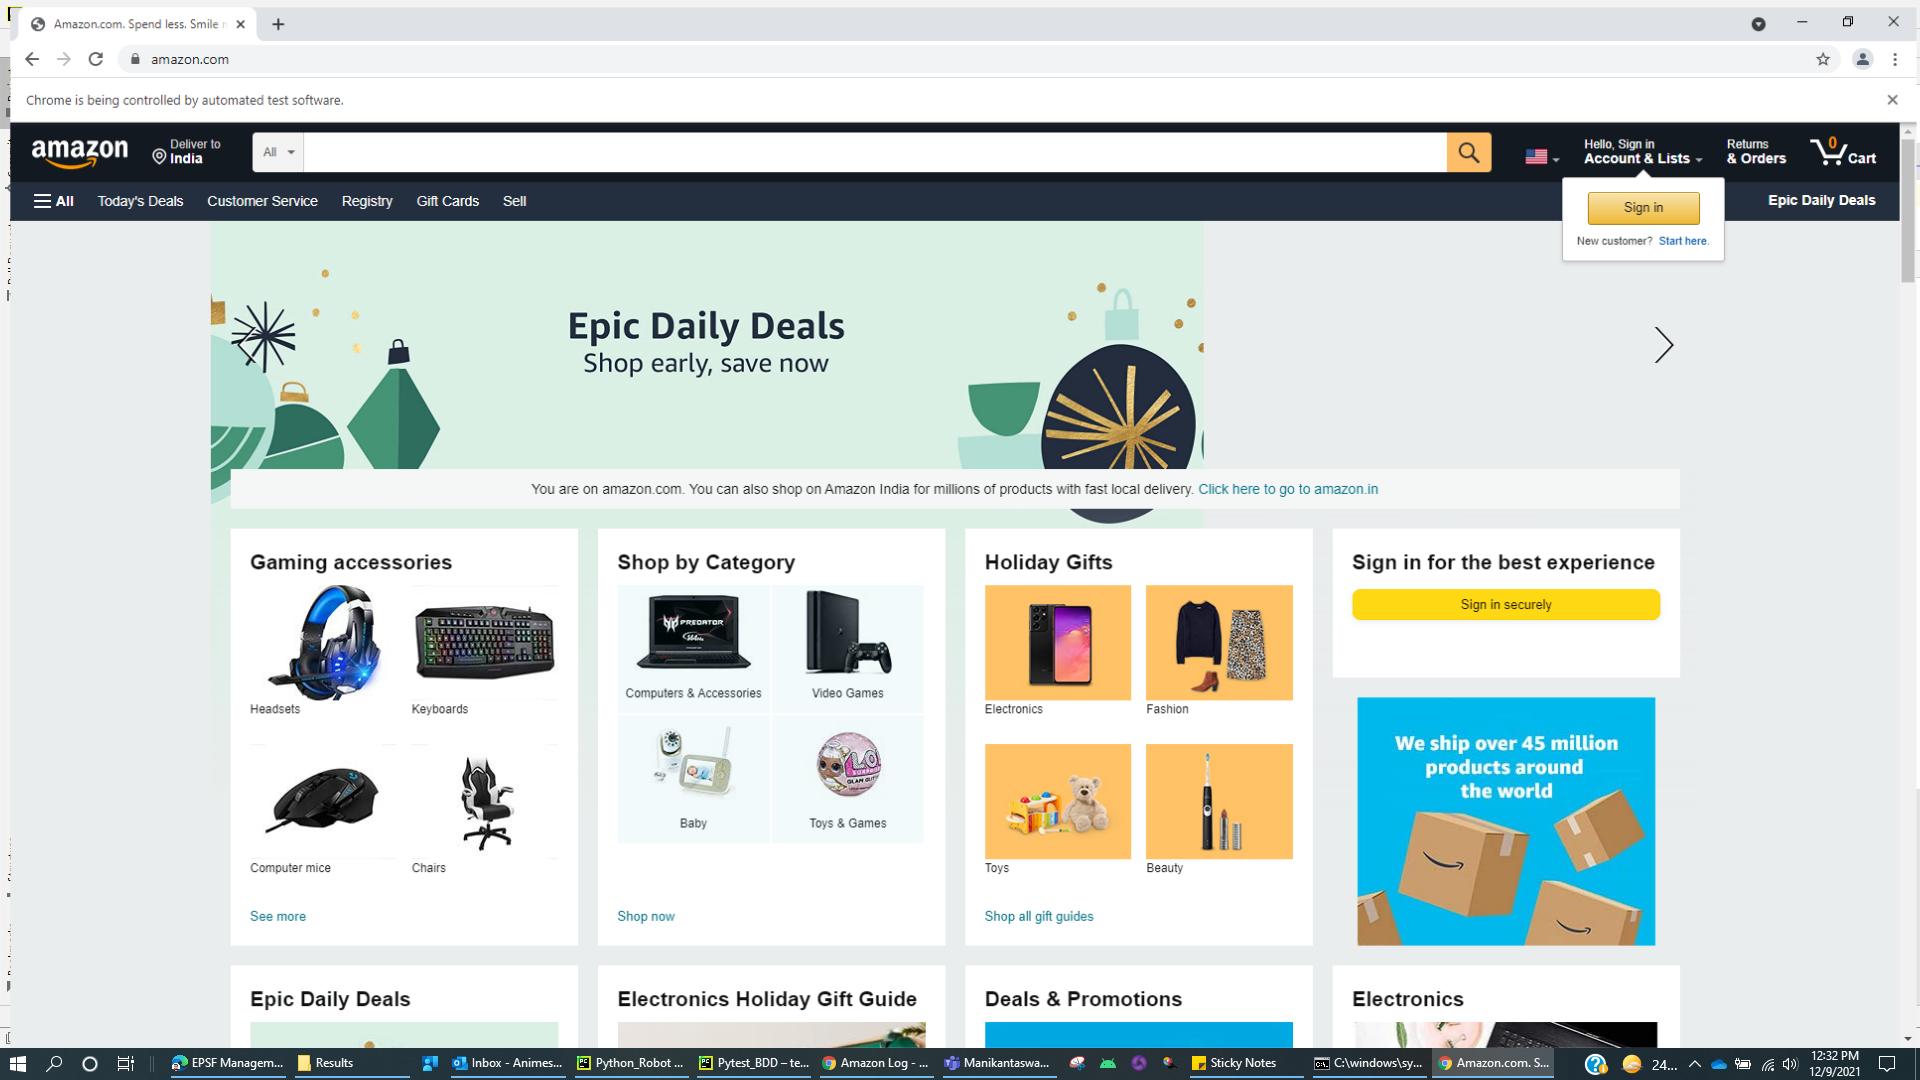 Amazon.com. Spend less. Smile
amazon.com
Chrome is being controlled by automated test software.
amazon
Deliver to
India
All
Hello, Sign in
Account & Lists
Returns
& Orders
0
Cart
All
Today's Deals
Customer Service
Registry
Gift Cards
Sell
Epic Daily Deals
Sign in
New customer? Start here.
Epic Daily Deals
Shop early, save now
You are on amazon.com. You can also shop on Amazon India for millions of products with fast local delivery. Click here to go to amazon.in
Gaming accessories
Headsets
Keyboards
Computer mice
Chairs
See more
Shop by Category
PREDATOR
Computers & Accessories
Video Games
Baby
Toys & Games
Shop now
Holiday Gifts
Electronics
Fashion
Toys
Beauty
Shop all gift guides
Sign in for the best experience
Sign in securely
We ship over 45 million
products around
the world
Epic Daily Deals
Electronics Holiday Gift Guide
Deals & Promotions
Electronics
EPSF Managem...
Results
Inbox - Animes...
Python_Robot ...
Pytest_BDD – te...
Amazon Log - ...
Manikantaswa...
Sticky Notes
C:\windows\sy...
Amazon.com. S...
24...
12:32 PM
12/9/2021